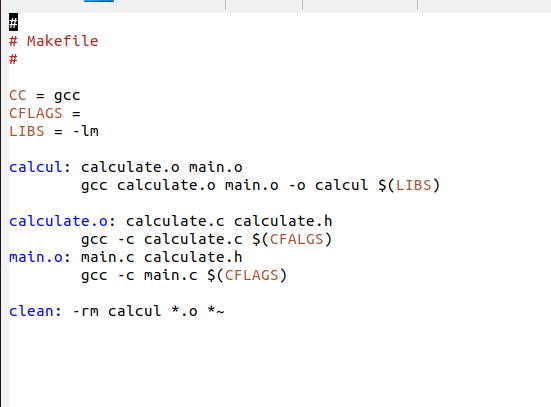 #
# Makefile
#
CC = gcc
CFLAGS =
LIBS = -lm
calcul: calculate.o main.o
gcc calculate.o main.o -o calcul $(LIBS)
calculate.o: calculate.c calculate.h
gcc -c calculate.c $(CFALGS)
main.o: main.c calculate.h
gcc -c main.c $(CFLAGS)
clean: -rm calcul *.o *~